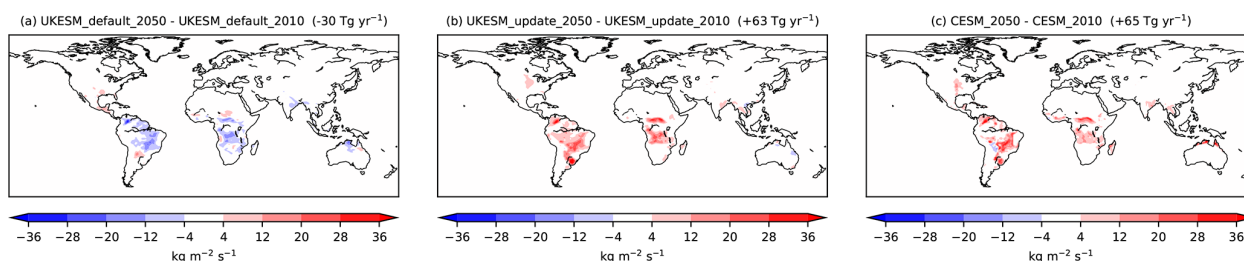 (a) UKESM_default_2050 - UKESM_default_2010 (-30 Tg yr⁻¹)
−36 −28 −20 −12 −4 4 12 20 28 36
kg m⁻² s⁻¹
(b) UKESM_update_2050 - UKESM_update_2010 (+63 Tg yr⁻¹)
−36 −28 −20 −12 −4 4 12 20 28 36
kg m⁻² s⁻¹
(c) CESM_2050 - CESM_2010 (+65 Tg yr⁻¹)
−36 −28 −20 −12 −4 4 12 20 28 36
kg m⁻² s⁻¹